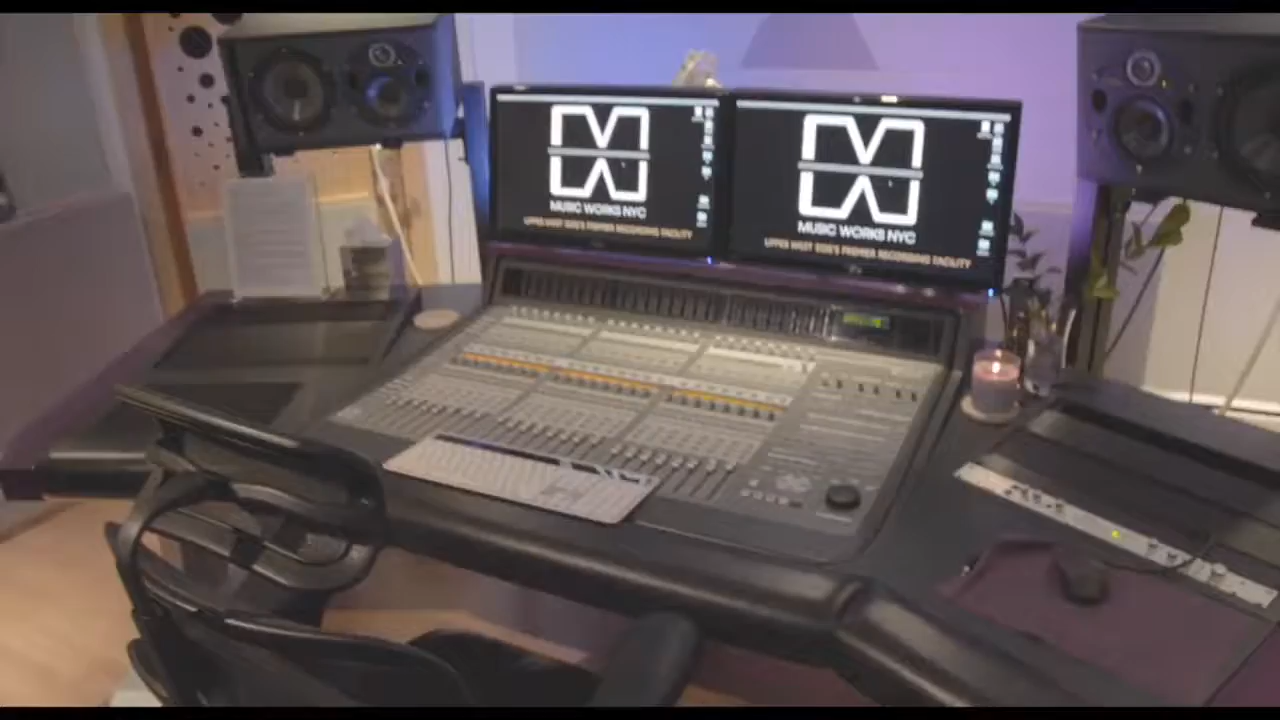 MUSIC WORKS NYC
UPPER WEST SIDE'S PREMIER RECORDING FACILITY
MUSIC WORKS NYC
UPPER WEST SIDE'S PREMIER RECORDING FACILITY